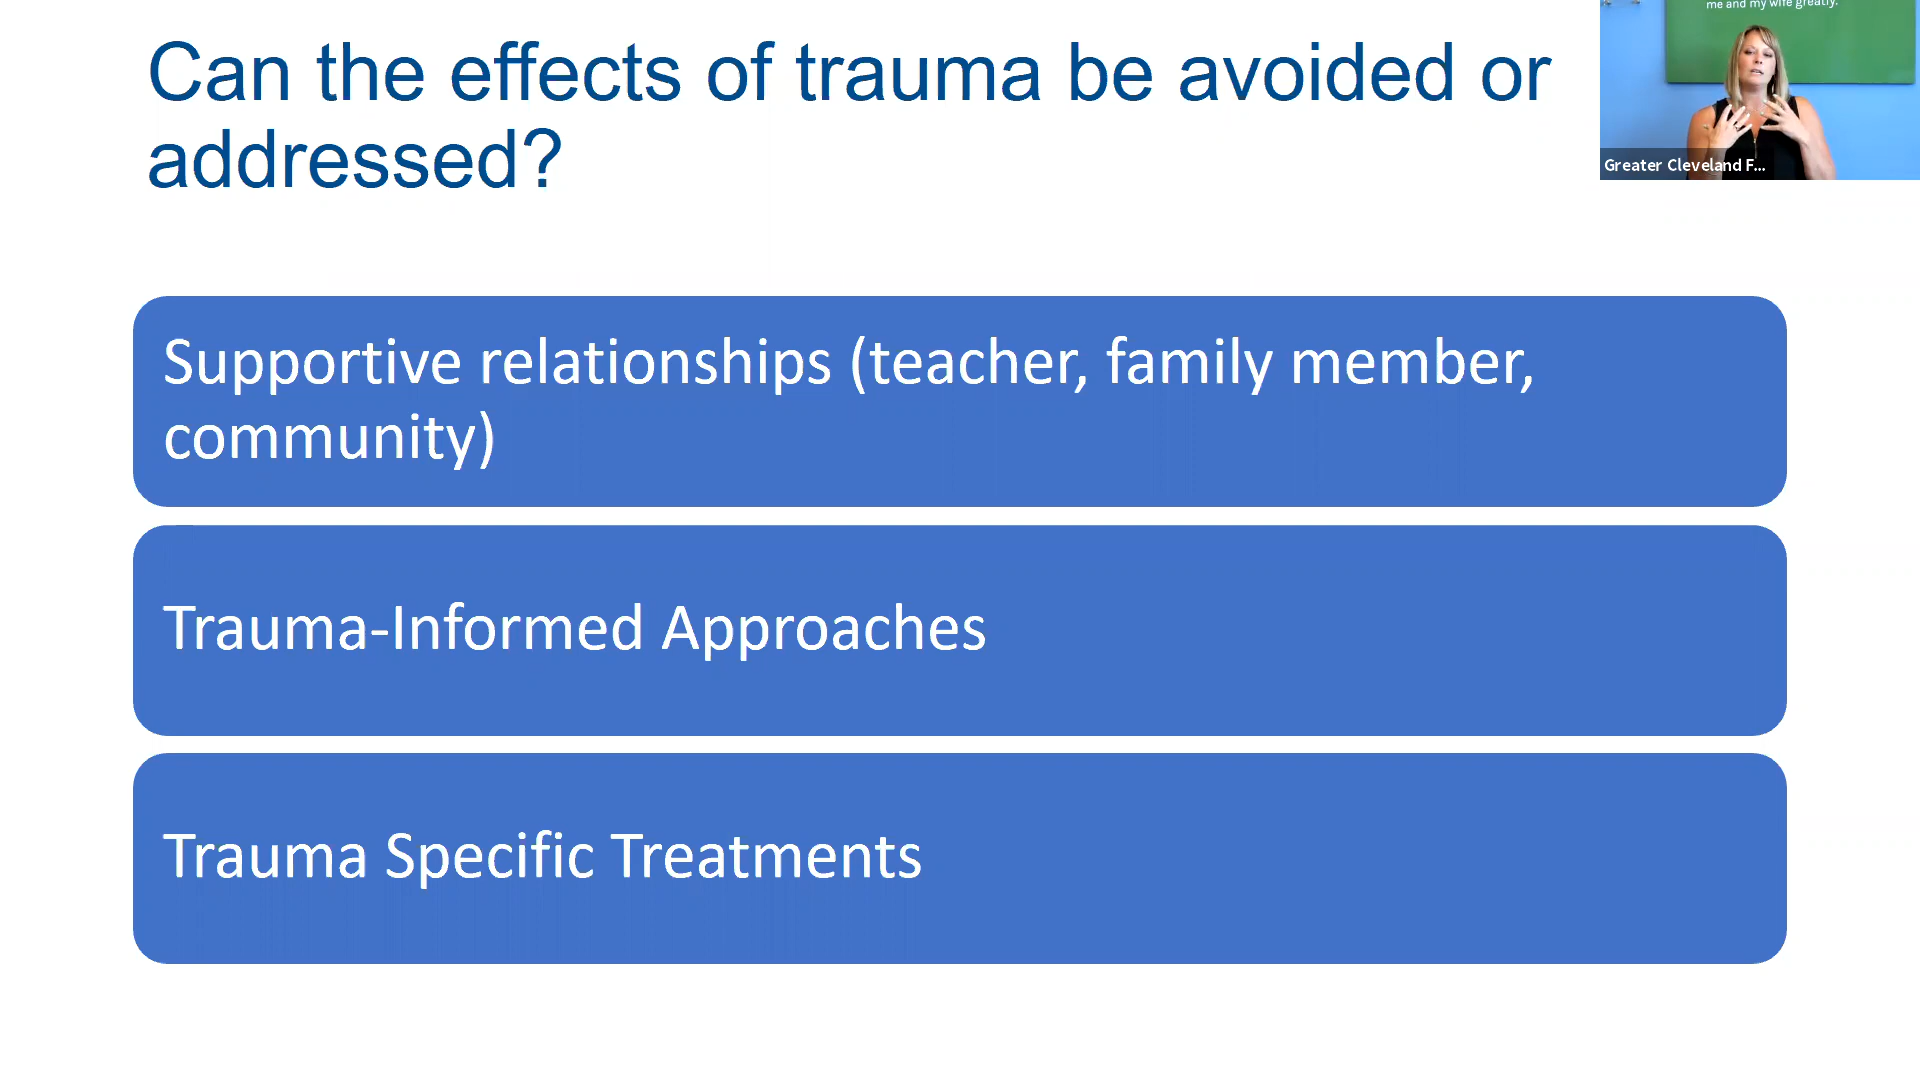 me and my wife greatly.
Can the effects of trauma be avoided or
addressed?
Greater Cleveland F...
Supportive relationships (teacher, family member,
community)
Trauma-Informed Approaches
Trauma Specific Treatments